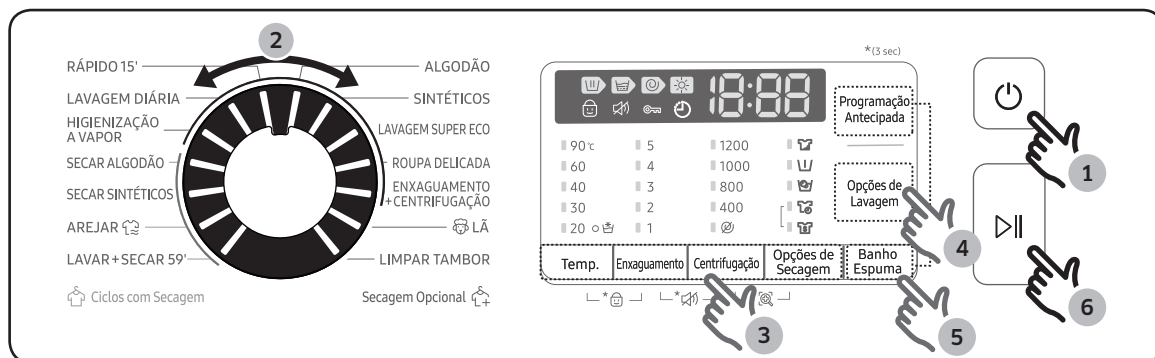 2
RÁPIDO 15'
ALGODÃO
LAVAGEM DIÁRIA
SINTÉTICOS
HIGIENIZAÇÃO
A VAPOR
LAVAGEM SUPER ECO
SECAR ALGODÃO
ROUPA DELICADA
SECAR SINTÉTICOS
ENXAGUAMENTO
+CENTRIFUGAÇÃO
AREJAR
LÃ
LAVAR+SECAR 59'
LIMPAR TAMBOR
Ciclos com Secagem
Secagem Opcional
*(3 sec)
18:88
Programação
Antecipada
90℃ 5 1200
60 4 1000
40 3 800
30 2 400
20 1
Opções de
Lavagem
4
Temp.
Enxaguamento
Centrifugação
Opções de
Secagem
Banho
Espuma
*
*
3
5
1
6